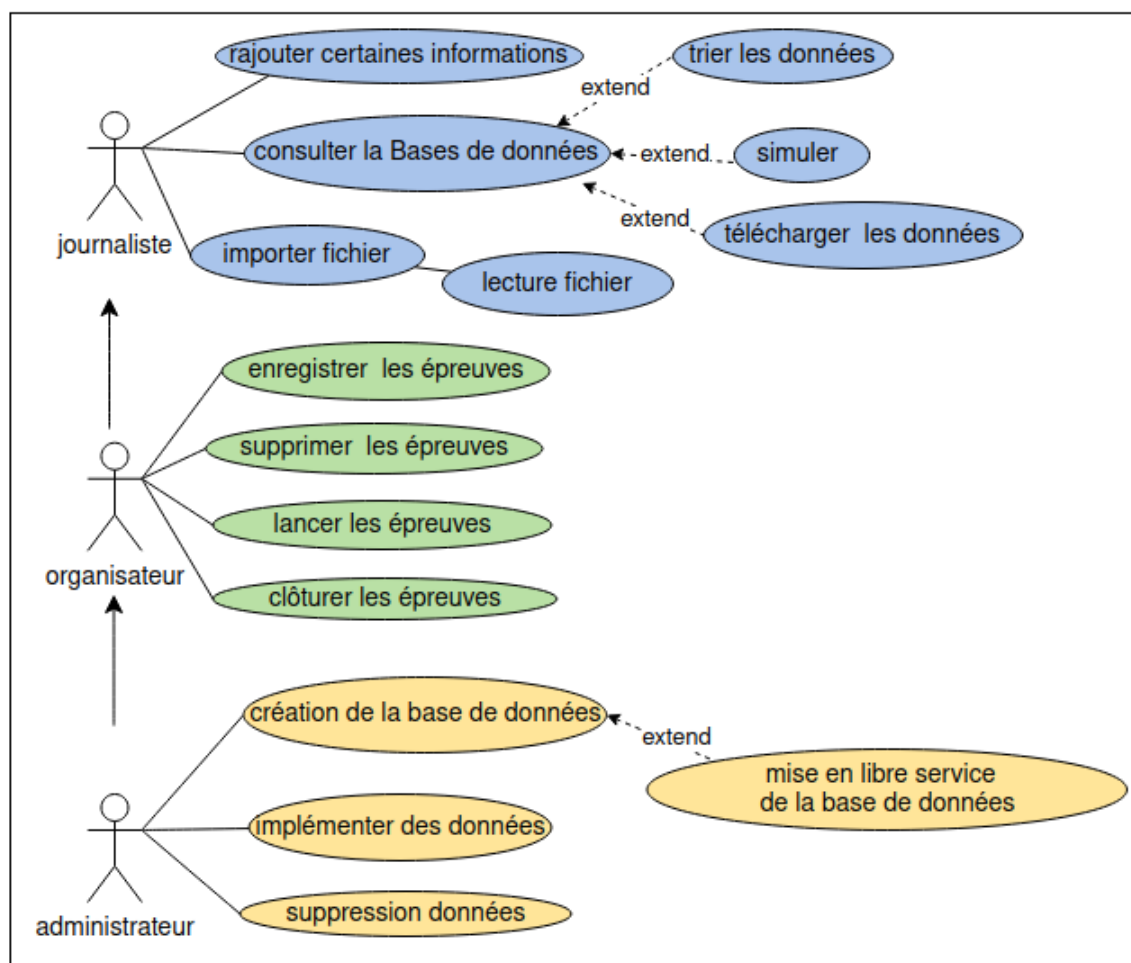 rajouter certaines informations
trier les données
extend
consulter la Bases de données
extend
simuler
extend
télécharger les données
journaliste
importer fichier
lecture fichier
enregistrer les épreuves
supprimer les épreuves
lancer les épreuves
organisateur
clôturer les épreuves
création de la base de données
extend
mise en libre service
de la base de données
implémenter des données
suppression données
administrateur